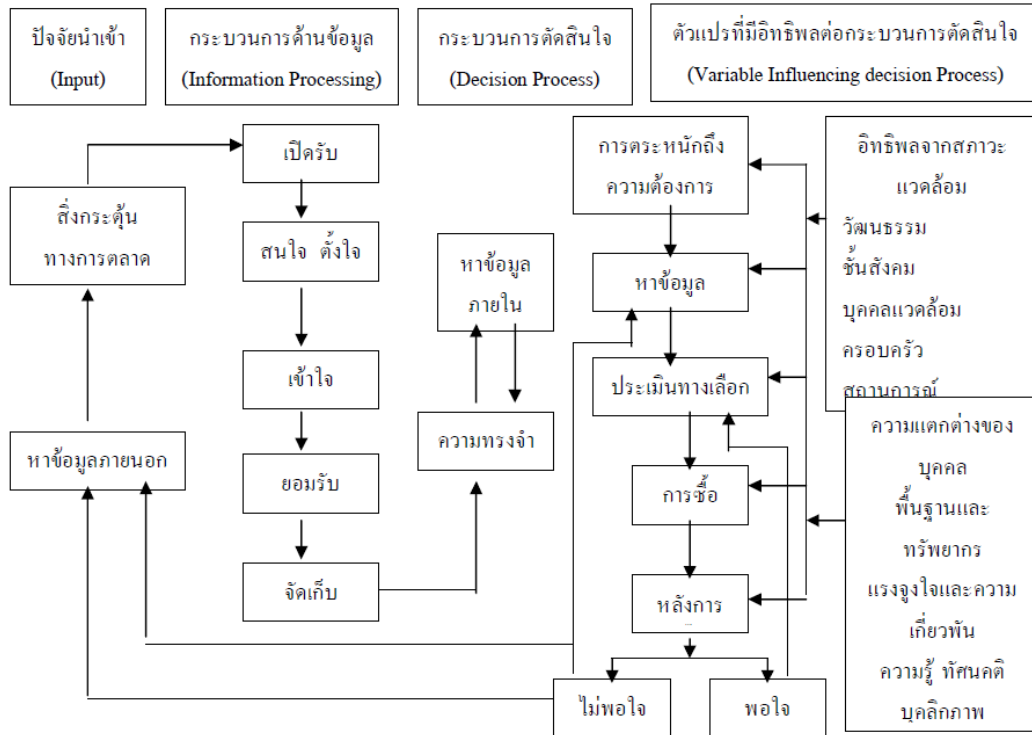 ปัจจัยนำเข้า
(Input)
กระบวนการด้านข้อมูล
(Information Processing)
กระบวนการตัดสินใจ
(Decision Process)
ตัวแปรที่มีอิทธิพลต่อกระบวนการตัดสินใจ
(Variable Influencing decision Process)
สิ่งกระตุ้น
ทางการตลาด
หาข้อมูลภายนอก
เปิดรับ
สนใจ ตั้งใจ
เข้าใจ
ยอมรับ
จัดเก็บ
หาข้อมูล
ภายใน
ความทรงจำ
การตระหนักถึง
ความต้องการ
หาข้อมูล
ประเมินทางเลือก
การซื้อ
หลังการ
ไม่พอใจ
พอใจ
อิทธิพลจากสภาวะ
แวดล้อม
วัฒนธรรม
ชั้นสังคม
บุคคลแวดล้อม
ครอบครัว
สถานการณ์
ความแตกต่างของ
บุคคล
พื้นฐานและ
ทรัพยากร
แรงจูงใจและความ
เกี่ยวพัน
ความรู้ ทัศนคติ
บุคลิกภาพ